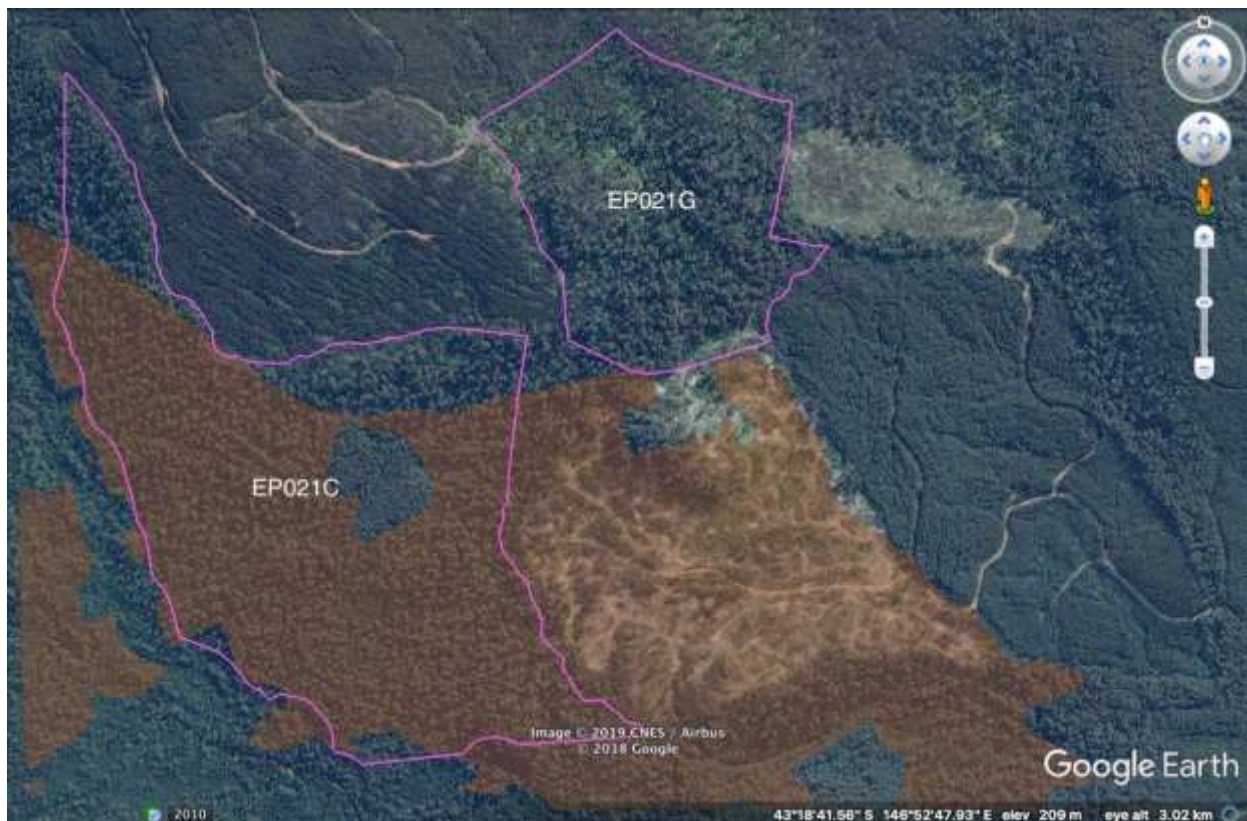 N
EP021G
EP021C
Image © 2019 CNES / Airbus
© 2018 Google
Google Earth
2010
43°18'41.56" S 146°52'47.93" E elev 209 m eye alt 3.02 km